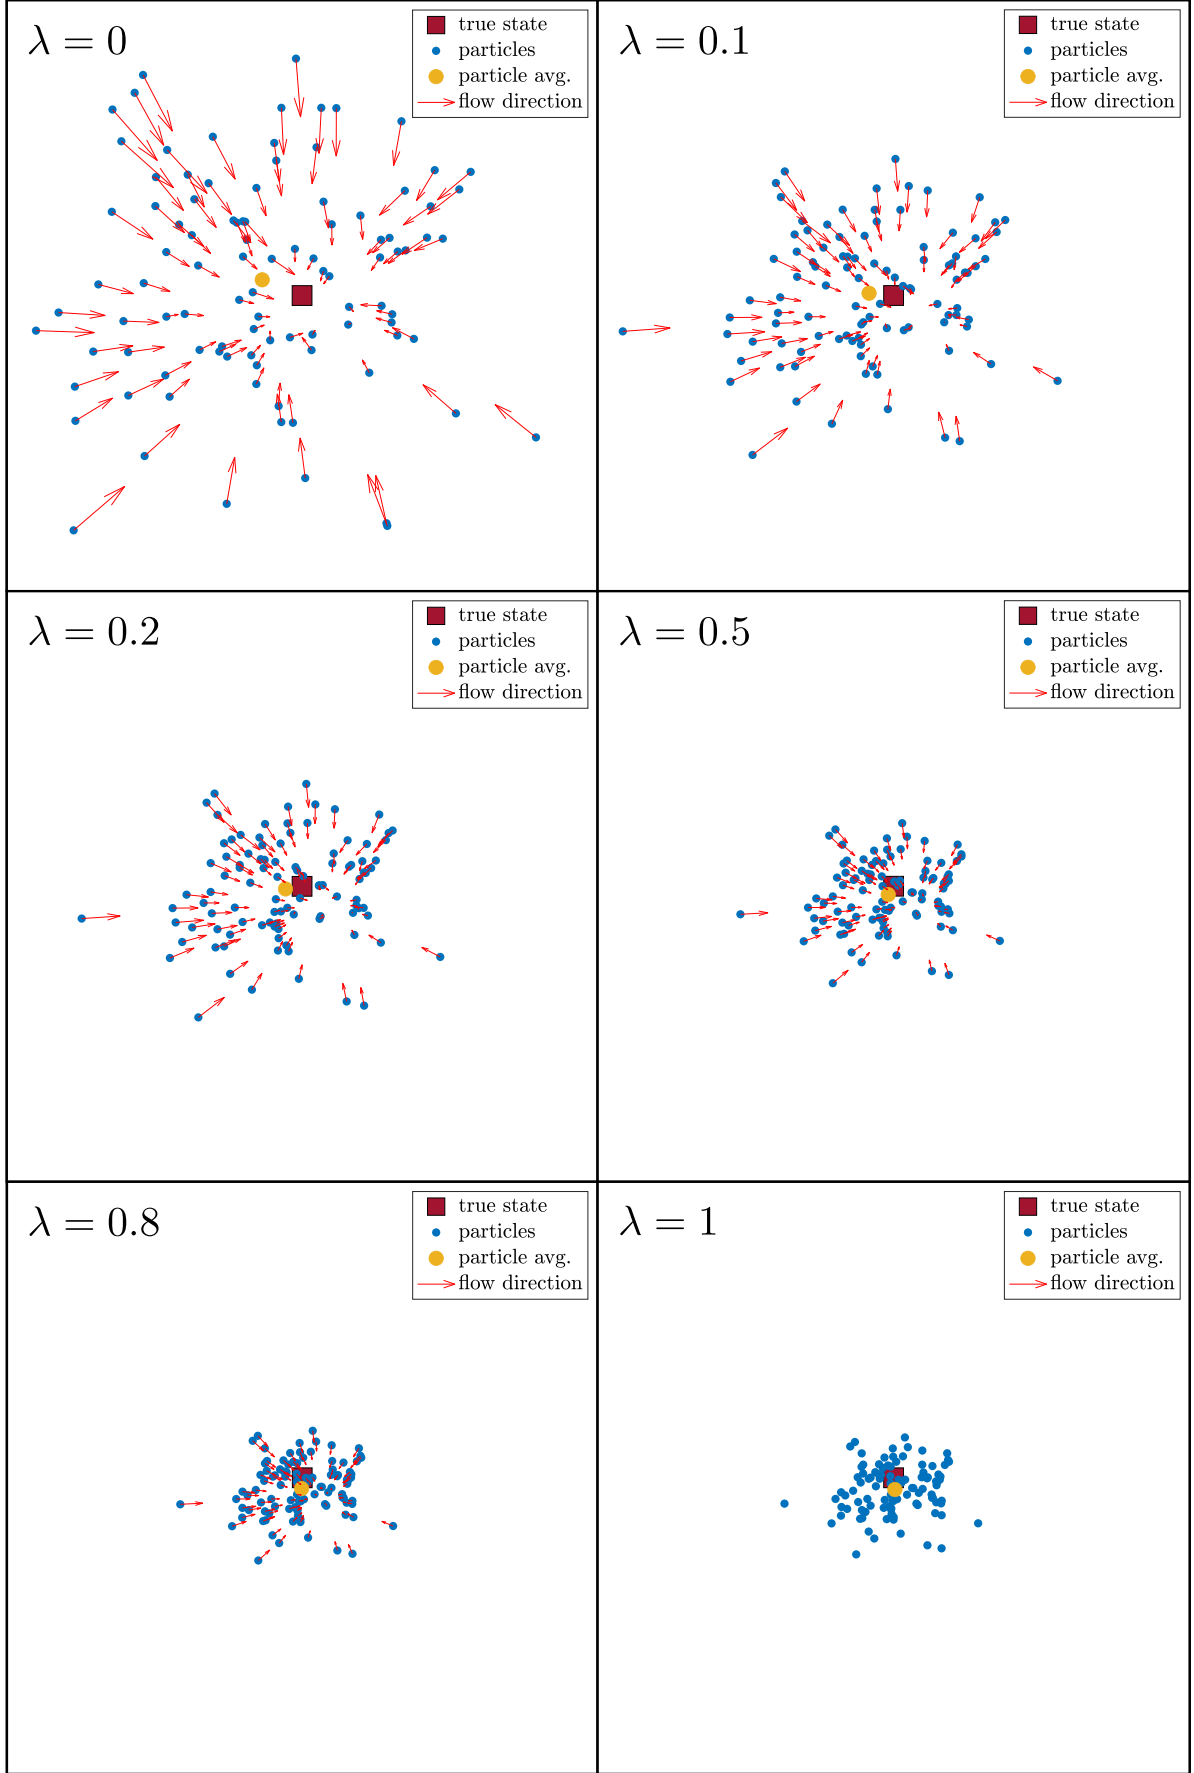 λ = 0
true state
particles
particle avg.
flow direction
λ = 0.1
true state
particles
particle avg.
flow direction
λ = 0.2
true state
particles
particle avg.
flow direction
λ = 0.5
true state
particles
particle avg.
flow direction
λ = 0.8
true state
particles
particle avg.
flow direction
λ = 1
true state
particles
particle avg.
flow direction